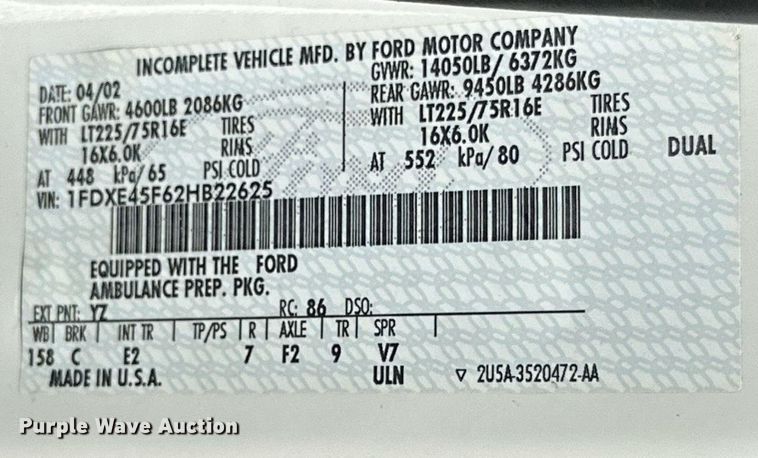 INCOMPLETE VEHICLE MFD. BY FORD MOTOR COMPANY
DATE: 04/02 GVWR: 14050LB/ 6372KG
FRONT GAWR: 4600LB 2086KG REAR GAWR: 9450LB 4286KG
WITH LT225/75R16E TIRES WITH LT225/75R16E TIRES
16X6.0K RIMS 16X6.0K RIMS
AT 448 kPa/65 PSI COLD AT 552 kPa/80 PSI COLD DUAL
VIN: 1FDXE45F62HB22625
EQUIPPED WITH THE FORD
AMBULANCE PREP. PKG.
EXT PNT: YZ RC: 86 DSO:
WB BRK INT TR TP/PS R AXLE TR SPR
158 C E2 7 F2 9 V7
MADE IN U.S.A. ULN ▽ 2U5A-3520472-AA
Purple Wave Auction